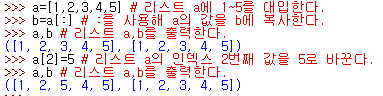 >>> a=[1,2,3,4,5] # 리스트 a에 1~5를 대입한다.
>>> b=a[:] # :를 사용해 a의 값을 b에 복사한다.
>>> a,b # 리스트 a,b를 출력한다.
([1, 2, 3, 4, 5], [1, 2, 3, 4, 5])
>>> a[2]=5 # 리스트 a의 인덱스 2번째 값을 5로 바꾼다.
>>> a,b # 리스트 a,b를 출력한다.
([1, 2, 5, 4, 5], [1, 2, 3, 4, 5])